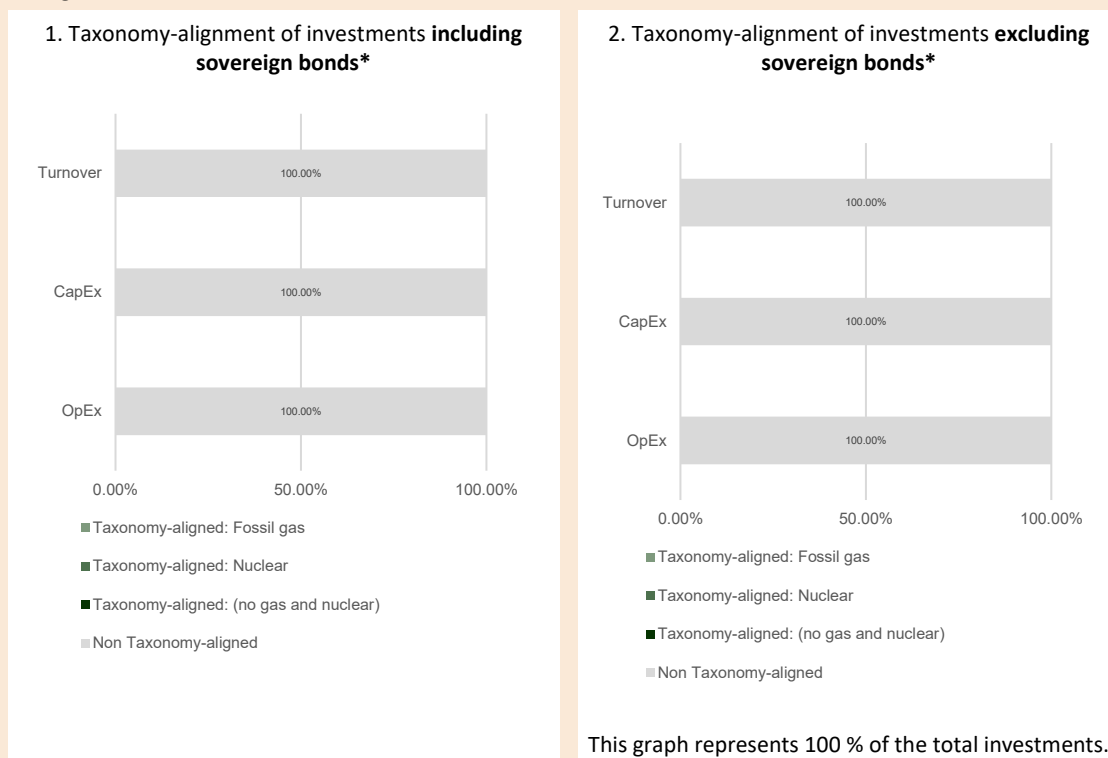 1. Taxonomy-alignment of investments including
sovereign bonds*
Turnover
100.00%
CapEx
100.00%
OpEx
100.00%
0.00%
50.00%
100.00%
Taxonomy-aligned: Fossil gas
Taxonomy-aligned: Nuclear
Taxonomy-aligned: (no gas and nuclear)
Non Taxonomy-aligned
2. Taxonomy-alignment of investments excluding
sovereign bonds*
Turnover
100.00%
CapEx
100.00%
OpEx
100.00%
0.00%
50.00%
100.00%
Taxonomy-aligned: Fossil gas
Taxonomy-aligned: Nuclear
Taxonomy-aligned: (no gas and nuclear)
Non Taxonomy-aligned
This graph represents 100 % of the total investments.